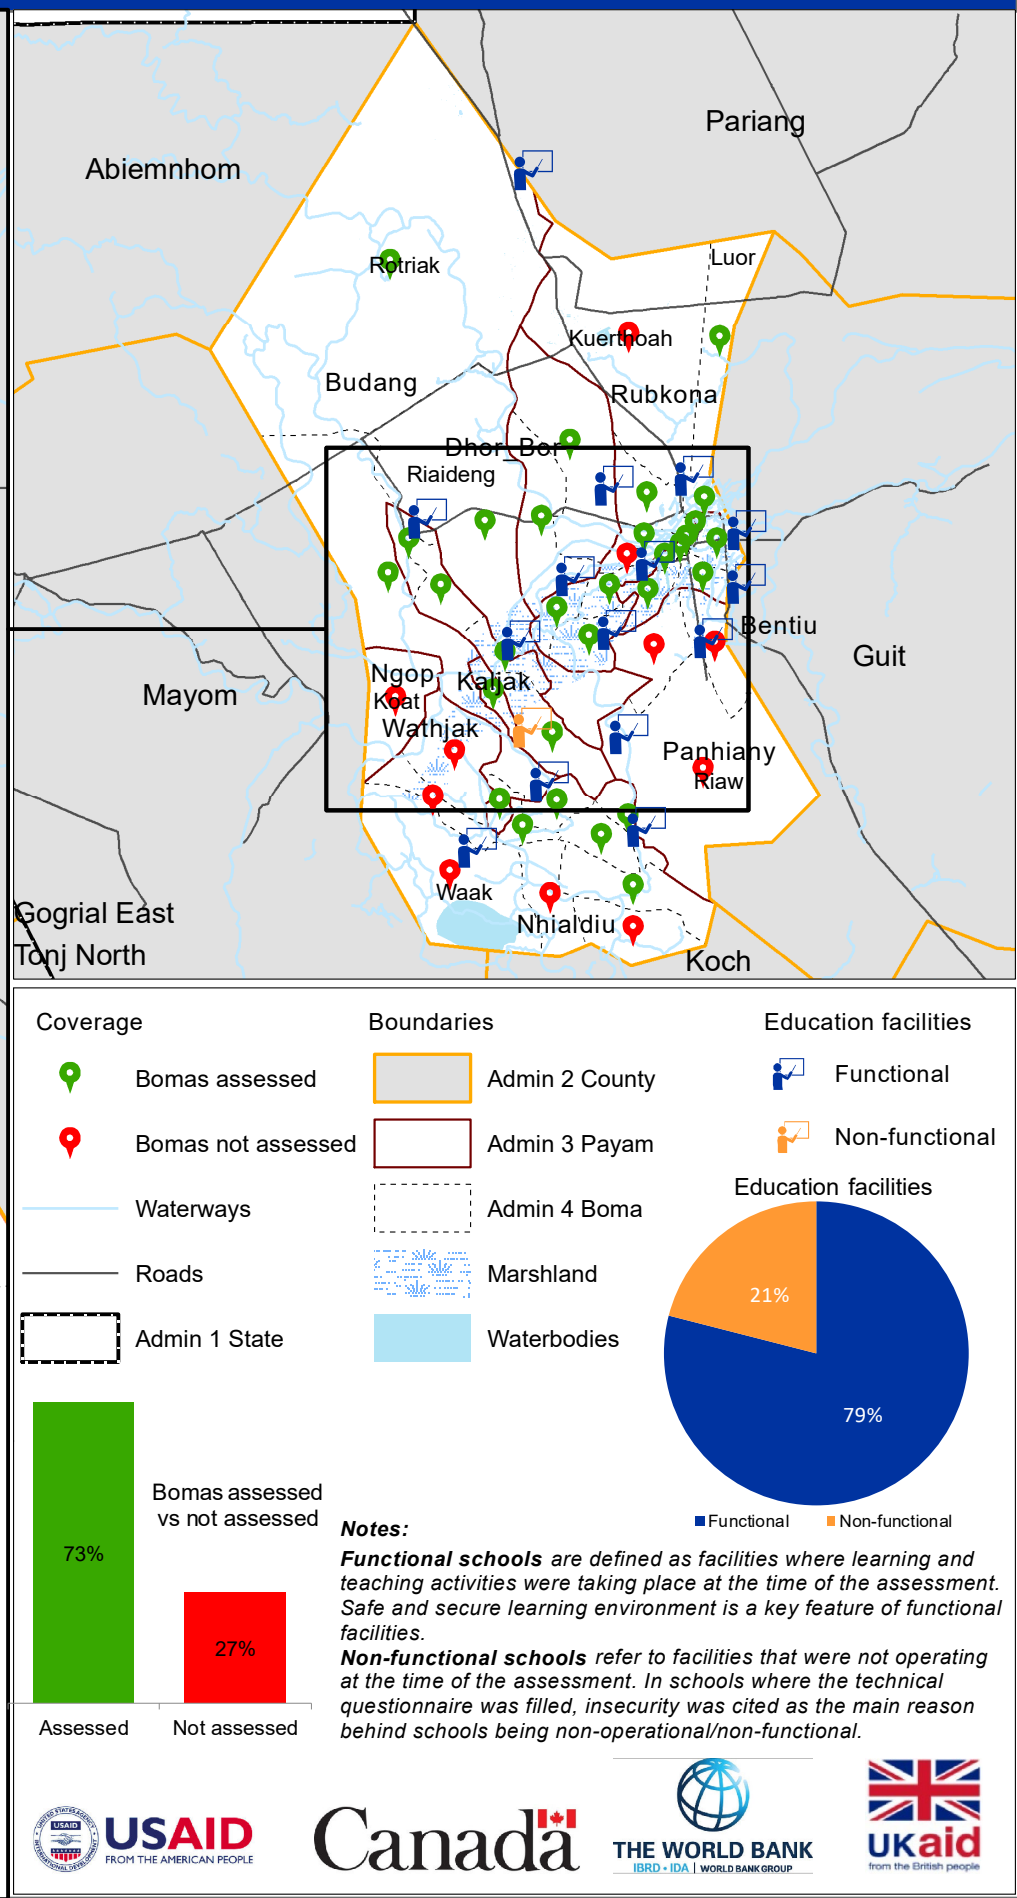 Pariang
Abiemnhom
Luor
Rotriak
Kuerthoah
Budang
Rubkona
Dhor_Bor
Riaideng
Bentiu
Guit
Ngop
Kaljak
Koat
Mayom
Wathjak
Panhiany
Riaw
Waak
Gogrial East
Nhialdiu
Tonj North
Koch
Coverage
Boundaries
Education facilities
Bomas assessed
Admin 2 County
Functional
Bomas not assessed
Admin 3 Payam
Non-functional
Education facilities
Waterways
Admin 4 Boma
Roads
Marshland
21%
Admin 1 State
Waterbodies
79%
Bomas assessed
vs not assessed
Functional
Non-functional
73%
27%
Assessed
Not assessed
Notes:
Functional schools are defined as facilities where learning and
teaching activities were taking place at the time of the assessment.
Safe and secure learning environment is a key feature of functional
facilities.
Non-functional schools refer to facilities that were not operating
at the time of the assessment. In schools where the technical
questionnaire was filled, insecurity was cited as the main reason
behind schools being non-operational/non-functional.
UNITED STATES AGENCY
USAID
INTERNATIONAL DEVELOPMENT
USAID
FROM THE AMERICAN PEOPLE
Canada
THE WORLD BANK
IBRD • IDA | WORLD BANK GROUP
UKaid
from the British people